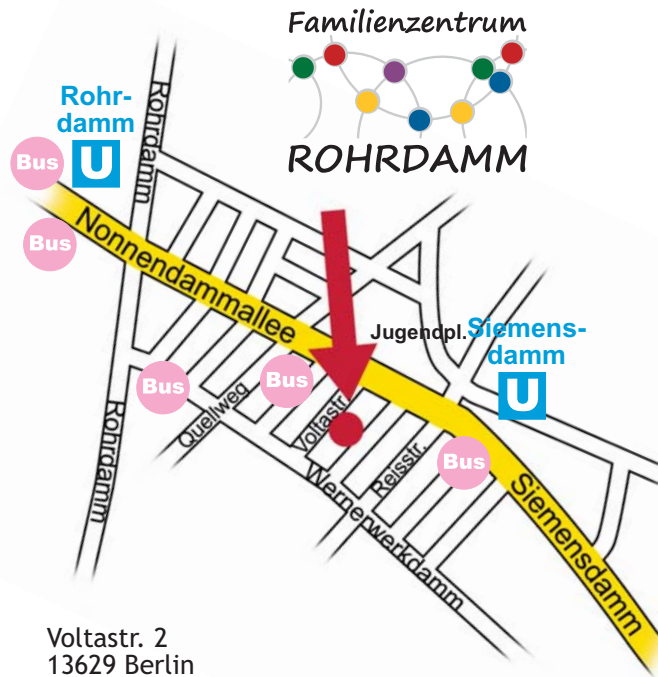 Familienzentrum
ROHRDAMM
Rohr-
damm
U
Bus
Bus
Rohrdamm
Nonnendammallee
Jugendpl.
Siemens-
damm
U
Bus
Bus
Quellweg
Voltastr.
Reisstr.
Bus
Rohrdamm
Wernerwerkdamm
Siemensdamm
Voltastr. 2
13629 Berlin